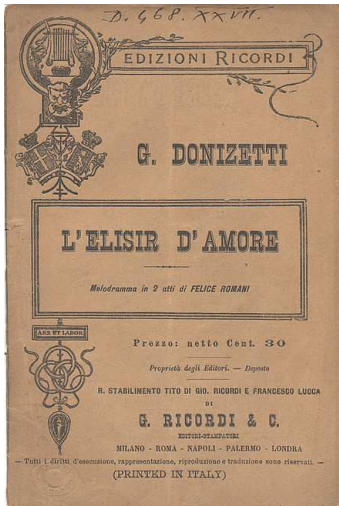 D. 468. XXVII.
EDIZIONI RICORDI
G. DONIZETTI
L'ELISIR D'AMORE
Melodramma in 2 atti di FELICE ROMANI
ARS ET LABOR
Prezzo: netto Cent. 30
Proprietà degli Editori. — Deposto
R. STABILIMENTO TITO DI GIO. RICORDI E FRANCESCO LUCCA
DI
G. RICORDI & C.
EDITORI-STAMPATORI
MILANO - ROMA - NAPOLI - PALERMO - LONDRA
— Tutti i diritti d'esecuzione, rappresentazione, riproduzione e traduzione sono riservati. —
(PRINTED IN ITALY)